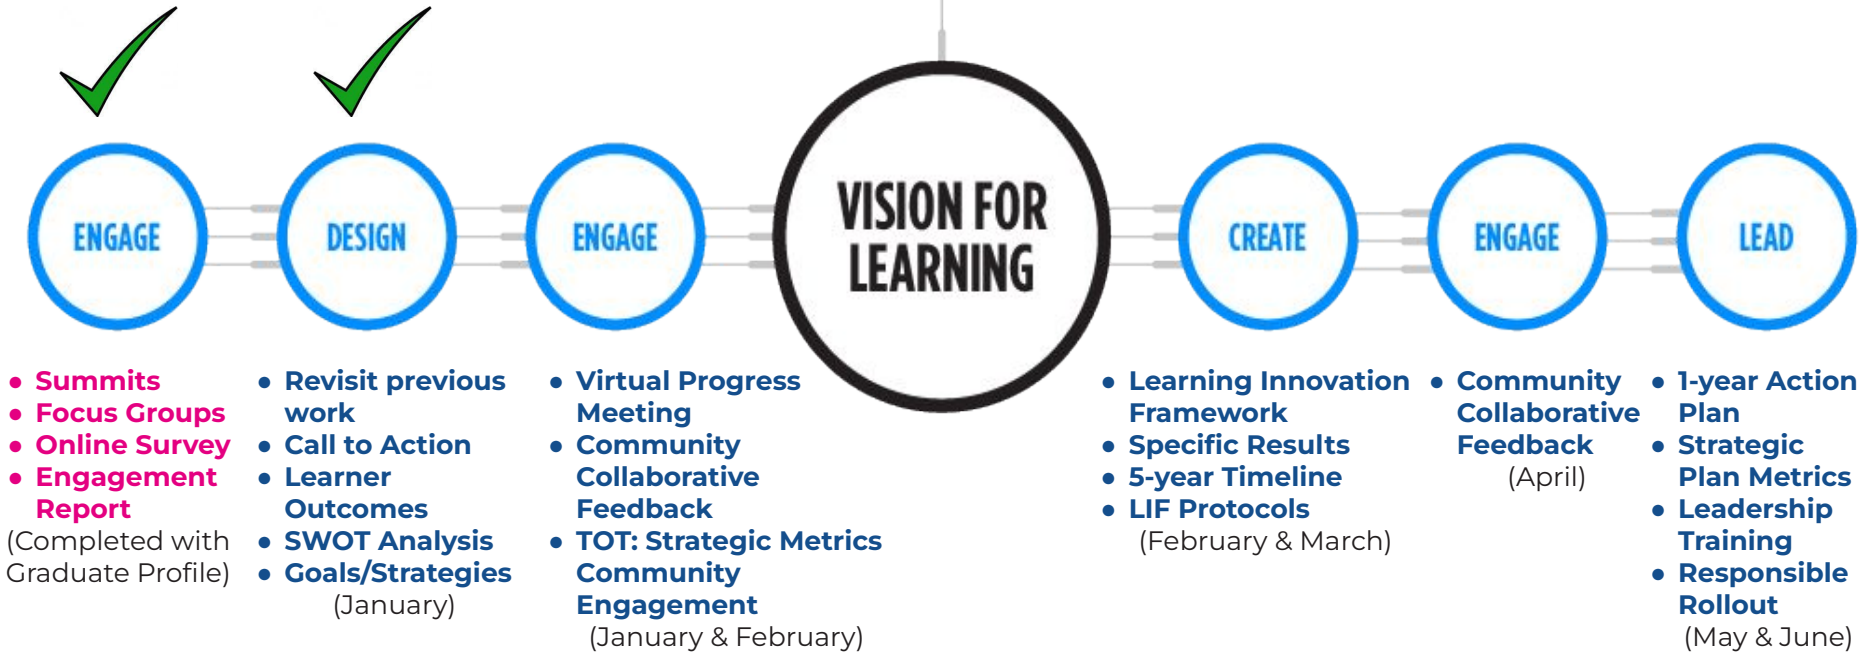 ENGAGE
DESIGN
ENGAGE
VISION FOR
LEARNING
CREATE
ENGAGE
LEAD
● Summits
● Focus Groups
● Online Survey
● Engagement
Report
(Completed with
Graduate Profile)
● Revisit previous
work
● Call to Action
● Learner
Outcomes
● SWOT Analysis
● Goals/Strategies
(January)
● Virtual Progress
Meeting
● Community
Collaborative
Feedback
● TOT: Strategic Metrics
Community
Engagement
(January & February)
● Learning Innovation
Framework
● Specific Results
● 5-year Timeline
● LIF Protocols
(February & March)
● Community
Collaborative
Feedback
(April)
● 1-year Action
Plan
● Strategic
Plan Metrics
● Leadership
Training
● Responsible
Rollout
(May & June)